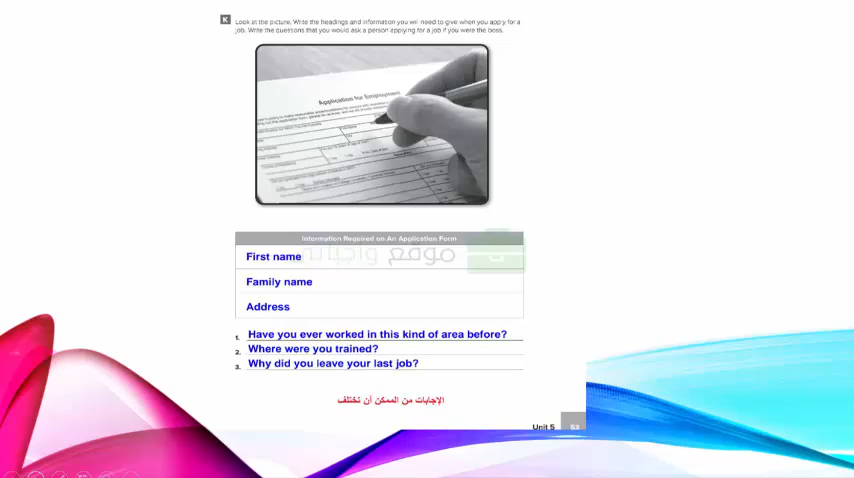 K Look at the picture. Write the headings and information you will need to give when you apply for a
job. Write the questions that you would ask a person applying for a job if you were the boss.
Application for Employment
Information Required on An Application Form
موقع واجباتي
First name
Family name
Address
1. Have you ever worked in this kind of area before?
2. Where were you trained?
3. Why did you leave your last job?
الإجابات من الممكن أن تختلف
Unit 5 53